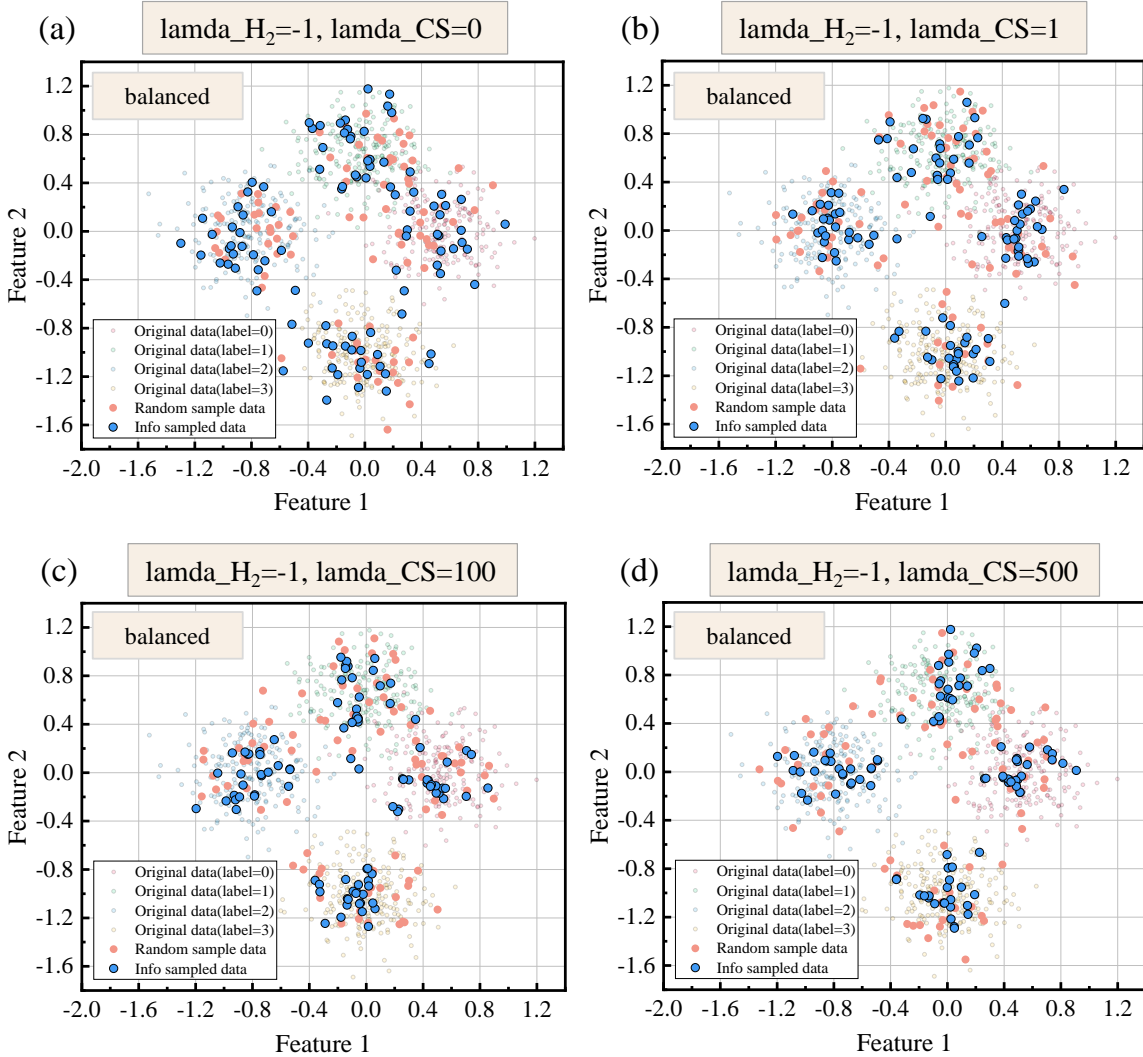 (a)
lamda_H₂=-1, lamda_CS=0
balanced
1.2
0.8
0.4
0.0
-0.4
-0.8
-1.2
-1.6
Feature 2
Original data(label=0)
Original data(label=1)
Original data(label=2)
Original data(label=3)
Random sample data
Info sampled data
-2.0 -1.6 -1.2 -0.8 -0.4 0.0 0.4 0.8 1.2
Feature 1
(b)
lamda_H₂=-1, lamda_CS=1
balanced
1.2
0.8
0.4
0.0
-0.4
-0.8
-1.2
-1.6
Feature 2
Original data(label=0)
Original data(label=1)
Original data(label=2)
Original data(label=3)
Random sample data
Info sampled data
-2.0 -1.6 -1.2 -0.8 -0.4 0.0 0.4 0.8 1.2
Feature 1
(c)
lamda_H₂=-1, lamda_CS=100
balanced
1.2
0.8
0.4
0.0
-0.4
-0.8
-1.2
-1.6
Feature 2
Original data(label=0)
Original data(label=1)
Original data(label=2)
Original data(label=3)
Random sample data
Info sampled data
-2.0 -1.6 -1.2 -0.8 -0.4 0.0 0.4 0.8 1.2
Feature 1
(d)
lamda_H₂=-1, lamda_CS=500
balanced
1.2
0.8
0.4
0.0
-0.4
-0.8
-1.2
-1.6
Feature 2
Original data(label=0)
Original data(label=1)
Original data(label=2)
Original data(label=3)
Random sample data
Info sampled data
-2.0 -1.6 -1.2 -0.8 -0.4 0.0 0.4 0.8 1.2
Feature 1